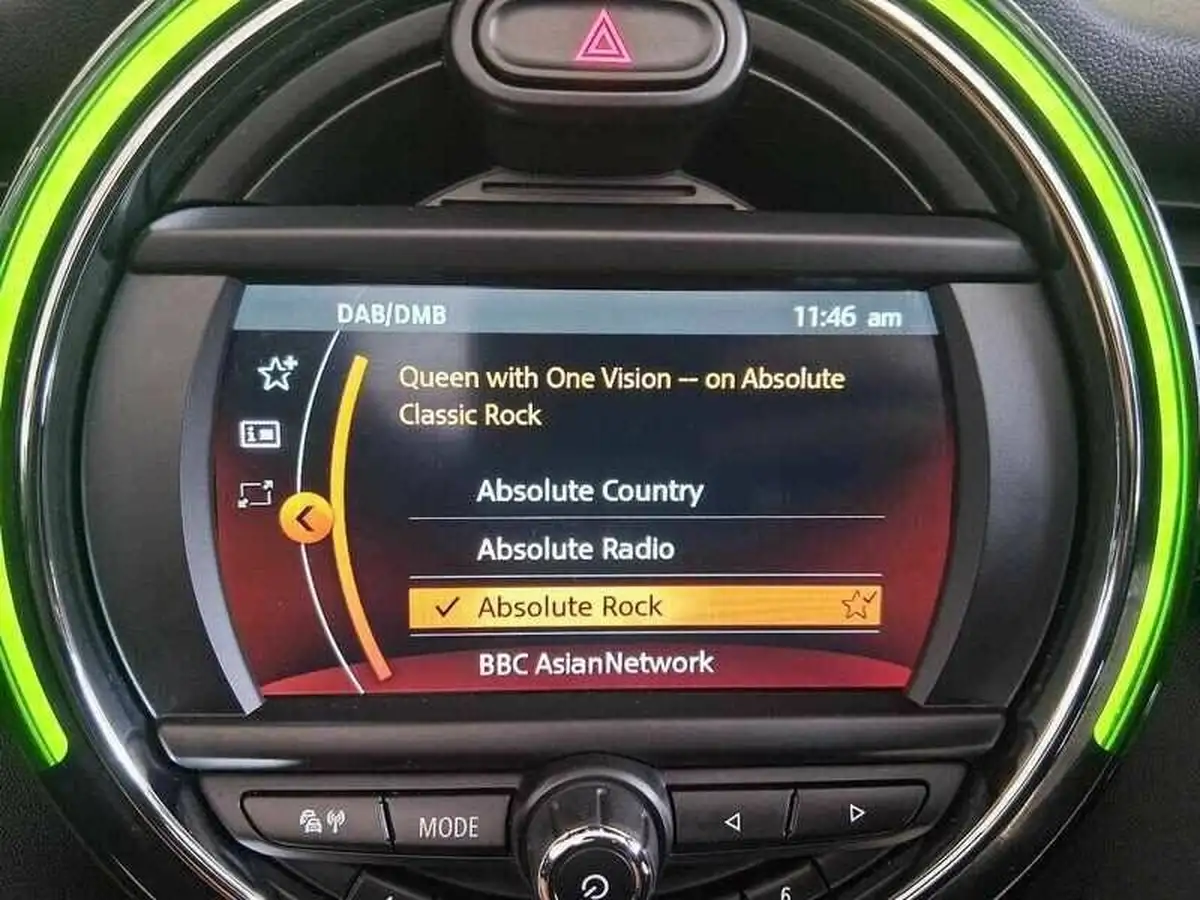 DAB/DMB 11:46 am
Queen with One Vision -- on Absolute
Classic Rock
Absolute Country
Absolute Radio
Absolute Rock
BBC AsianNetwork
MODE
6